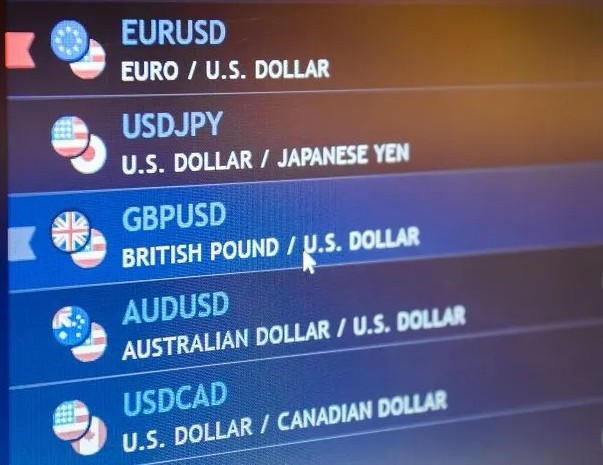 EURUSD
EURO / U.S. DOLLAR
USDJPY
U.S. DOLLAR / JAPANESE YEN
GBPUSD
BRITISH POUND / U.S. DOLLAR
AUDUSD
AUSTRALIAN DOLLAR / U.S. DOLLAR
USDCAD
U.S. DOLLAR / CANADIAN DOLLAR